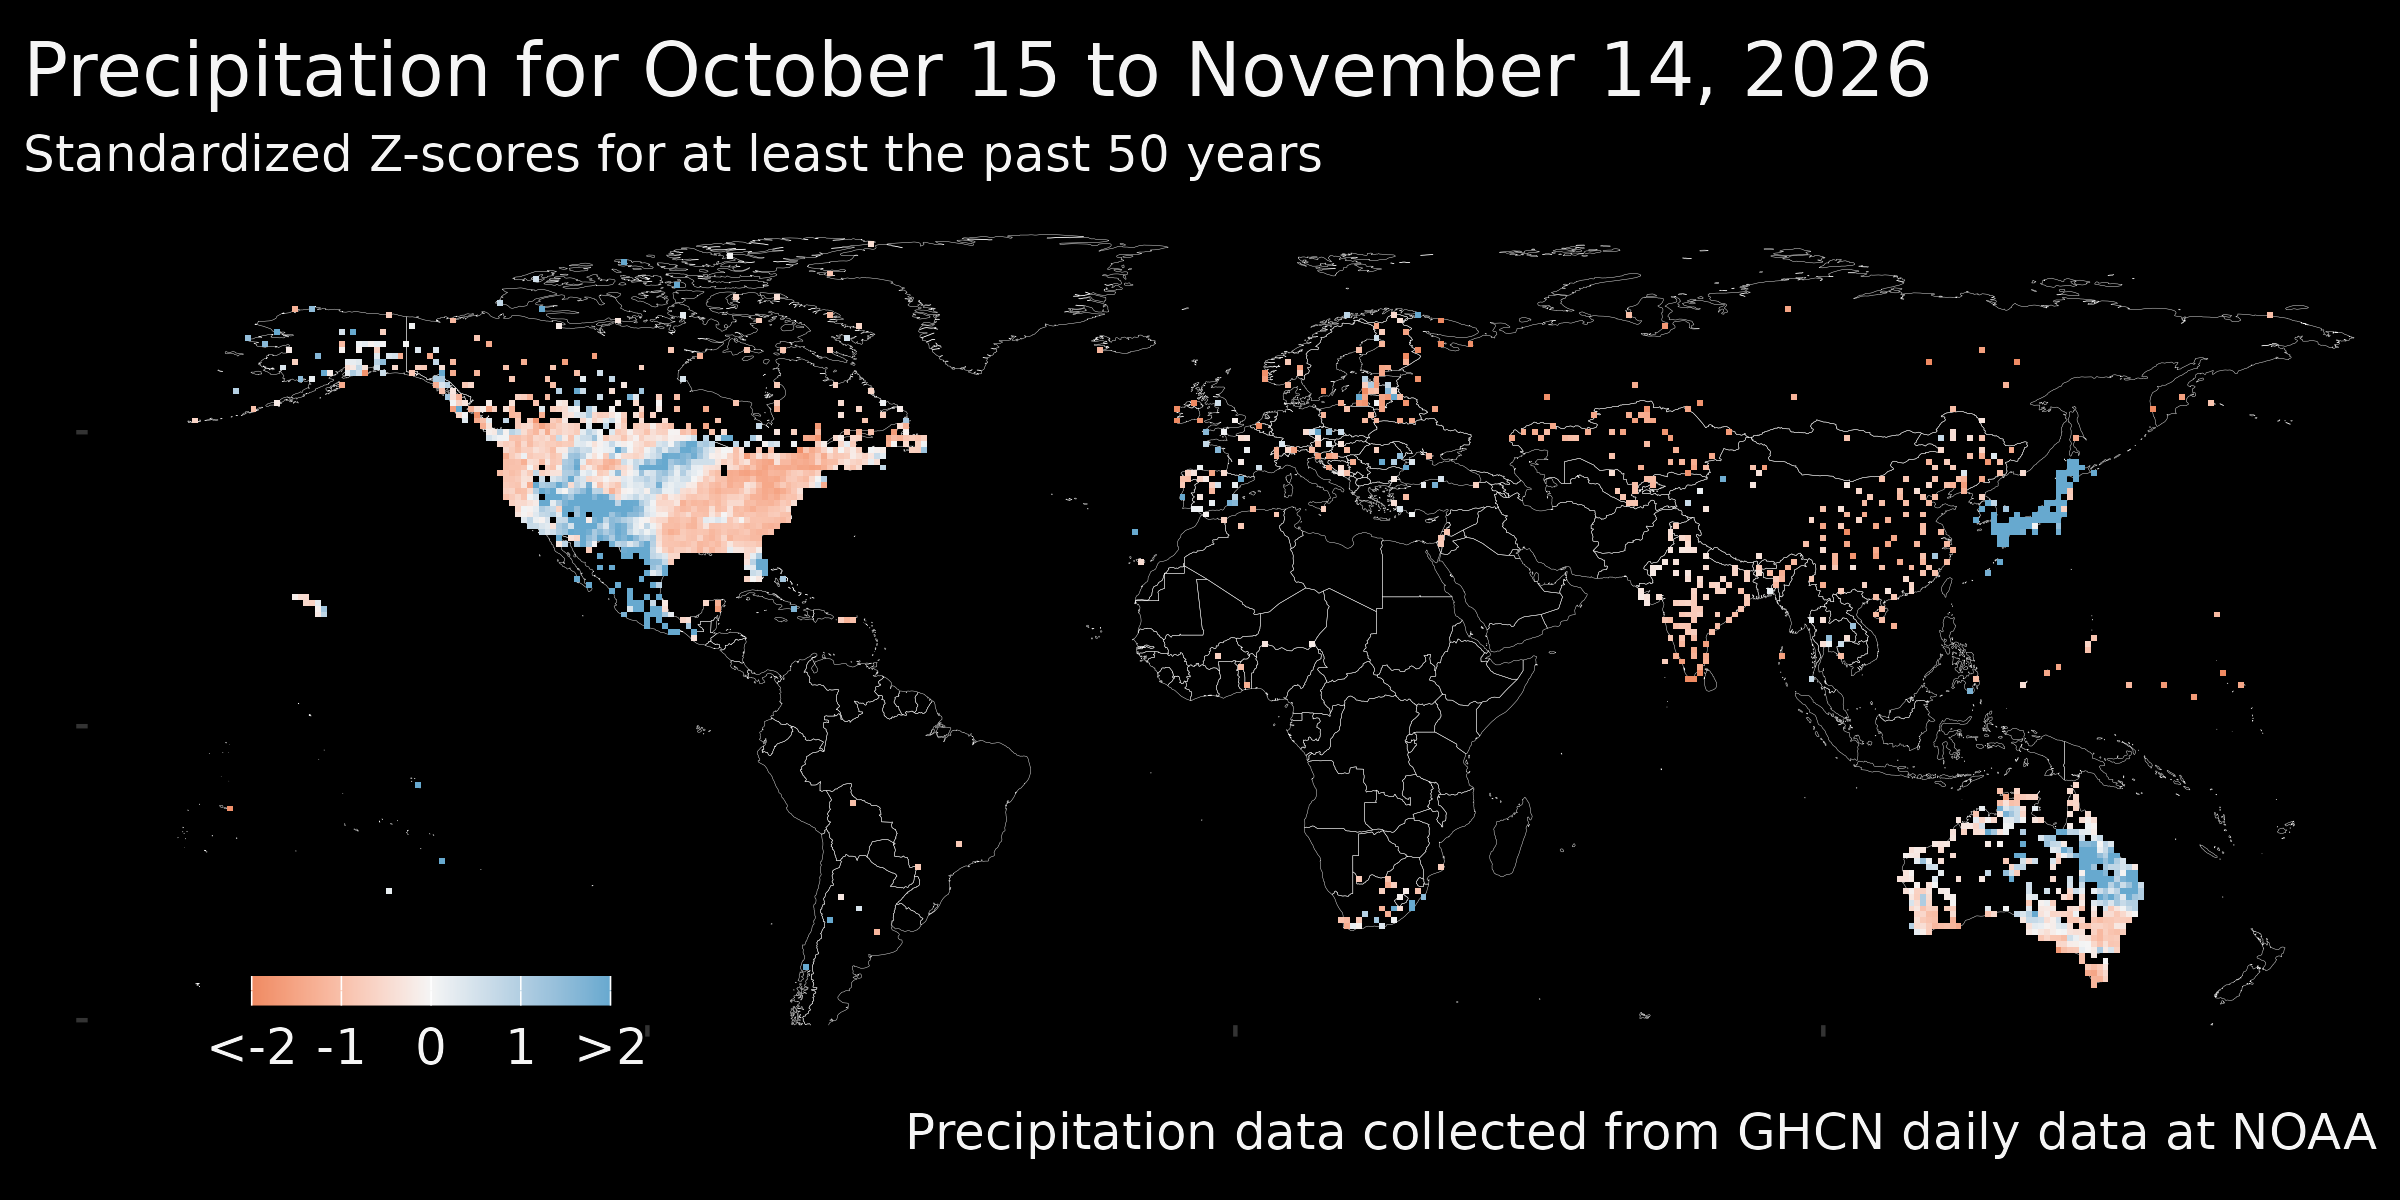 Precipitation for October 15 to November 14, 2026
Standardized Z-scores for at least the past 50 years
<-2 -1 0 1 >2
Precipitation data collected from GHCN daily data at NOAA